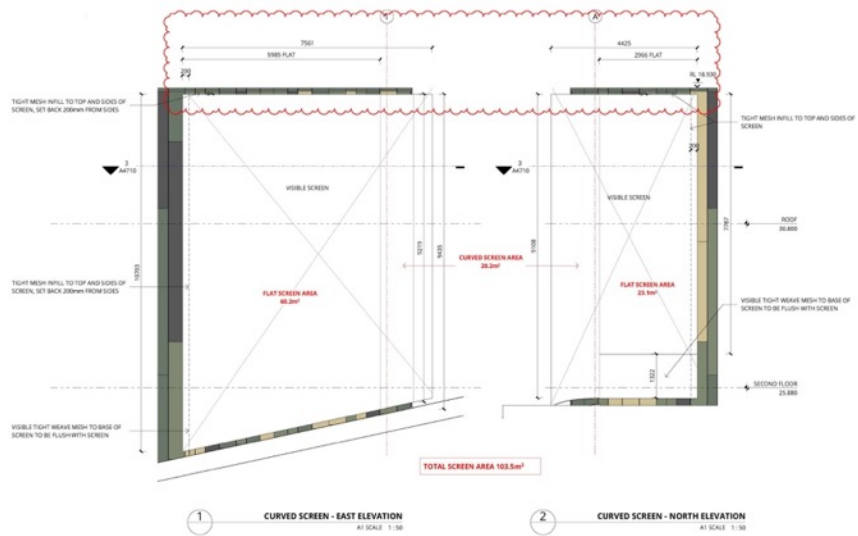 1
A
7561
5985 FLAT
200
4425
2966 FLAT
RL 18.100
TIGHT MESH INFILL TO TOP AND SIDES OF
SCREEN, SET BACK 200mm FROM SIDES
TIGHT MESH INFILL TO TOP AND SIDES OF
SCREEN
200
3
A4710
3
A4710
VISIBLE SCREEN
VISIBLE SCREEN
ROOF
30.800
10703
9219
9435
9108
7787
CURVED SCREEN AREA
20.2m²
FLAT SCREEN AREA
60.2m²
FLAT SCREEN AREA
23.1m²
TIGHT MESH INFILL TO TOP AND SIDES OF
SCREEN, SET BACK 200mm FROM SIDES
VISIBLE TIGHT WEAVE MESH TO BASE OF
SCREEN TO BE FLUSH WITH SCREEN
1322
SECOND FLOOR
25.880
VISIBLE TIGHT WEAVE MESH TO BASE OF
SCREEN TO BE FLUSH WITH SCREEN
TOTAL SCREEN AREA 103.5m²
1
CURVED SCREEN - EAST ELEVATION
A1 SCALE 1 : 50
2
CURVED SCREEN - NORTH ELEVATION
A1 SCALE 1 : 50